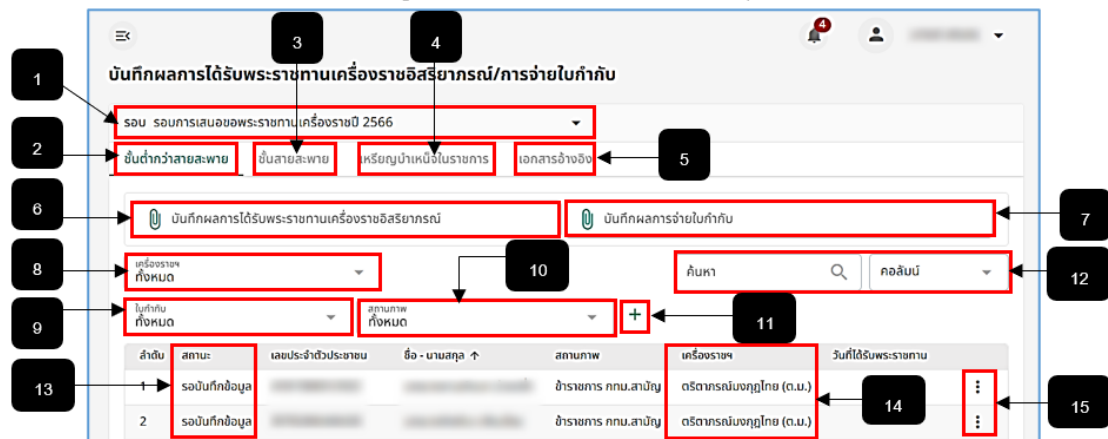 4
3
4
1
บันทึกผลการได้รับพระราชทานเครื่องราชอิสริยาภรณ์/การจ่ายใบกำกับ
รอบ รอบการเสนอขอพระราชทานเครื่องราชปี 2566
2
ชั้นต่ำกว่าสายสะพาย ชั้นสายสะพาย เหรียญบำเหน็จในราชการ เอกสารอ้างอิง
5
6
บันทึกผลการได้รับพระราชทานเครื่องราชอิสริยาภรณ์ บันทึกผลการจ่ายใบกำกับ
7
8
เครื่องราชฯ
ทั้งหมด
10
ค้นหา คอลัมน์
12
9
ใบกำกับ สถานภาพ
ทั้งหมด ทั้งหมด
+
11
ลำดับ สถานะ เลขประจำตัวประชาชน ชื่อ - นามสกุล ↑ สถานภาพ เครื่องราชฯ วันที่ได้รับพระราชทาน
13
1 รอบันทึกข้อมูล ข้าราชการ กทม.สามัญ ตริตาภรณ์มงกุฎไทย (ต.ม.)
14
15
2 รอบันทึกข้อมูล ข้าราชการ กทม.สามัญ ตริตาภรณ์มงกุฎไทย (ต.ม.)